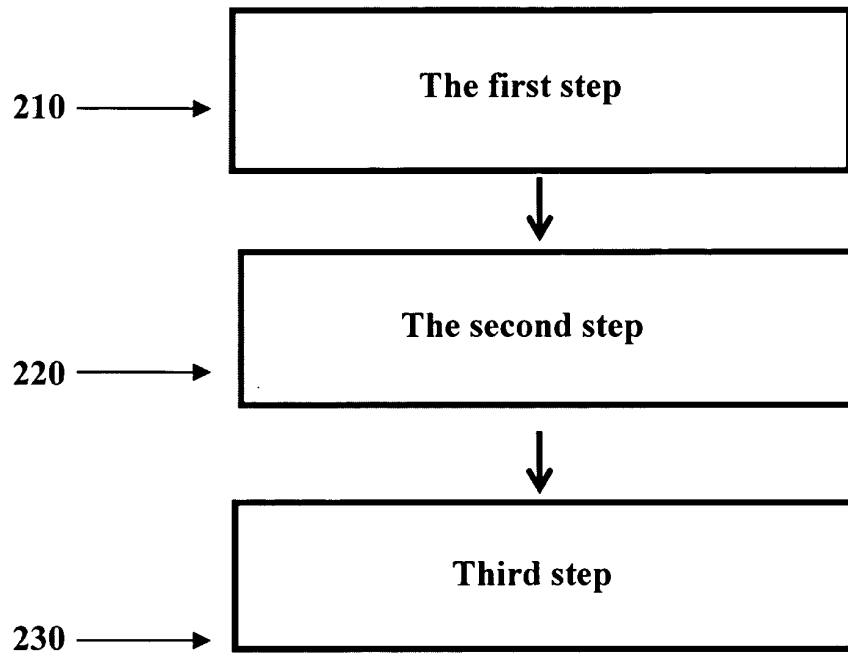 The first step
210
The second step
220
Third step
230